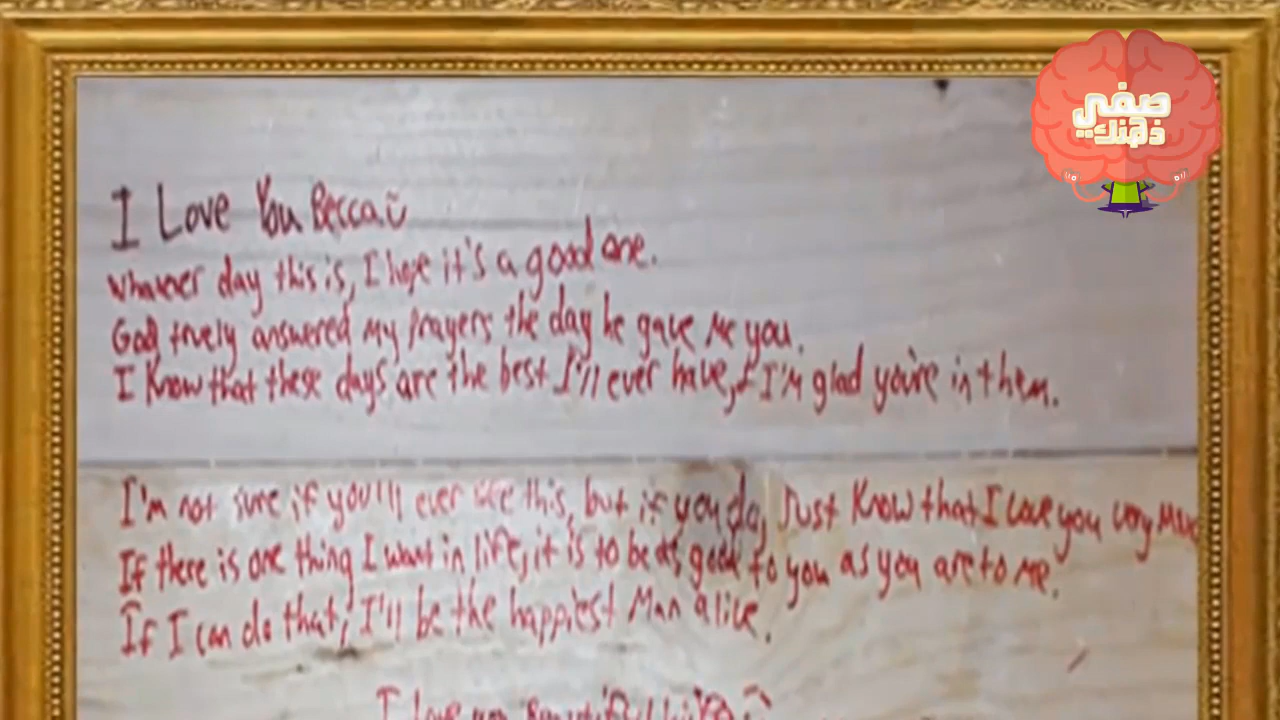 صفي
ذهنك
I Love You Becca
Whatever day this is, I hope it's a good one.
God truely answered my prayers the day he gave me you.
I know that these days are the best I'll ever have, & I'm glad you're in them.
I'm not sure if you'll ever see this, but if you do, Just know that I love you very
If there is one thing I want in life, it is to be as good to you as you are to me.
If I can do that, I'll be the happiest man alive.
I love you Beautiful